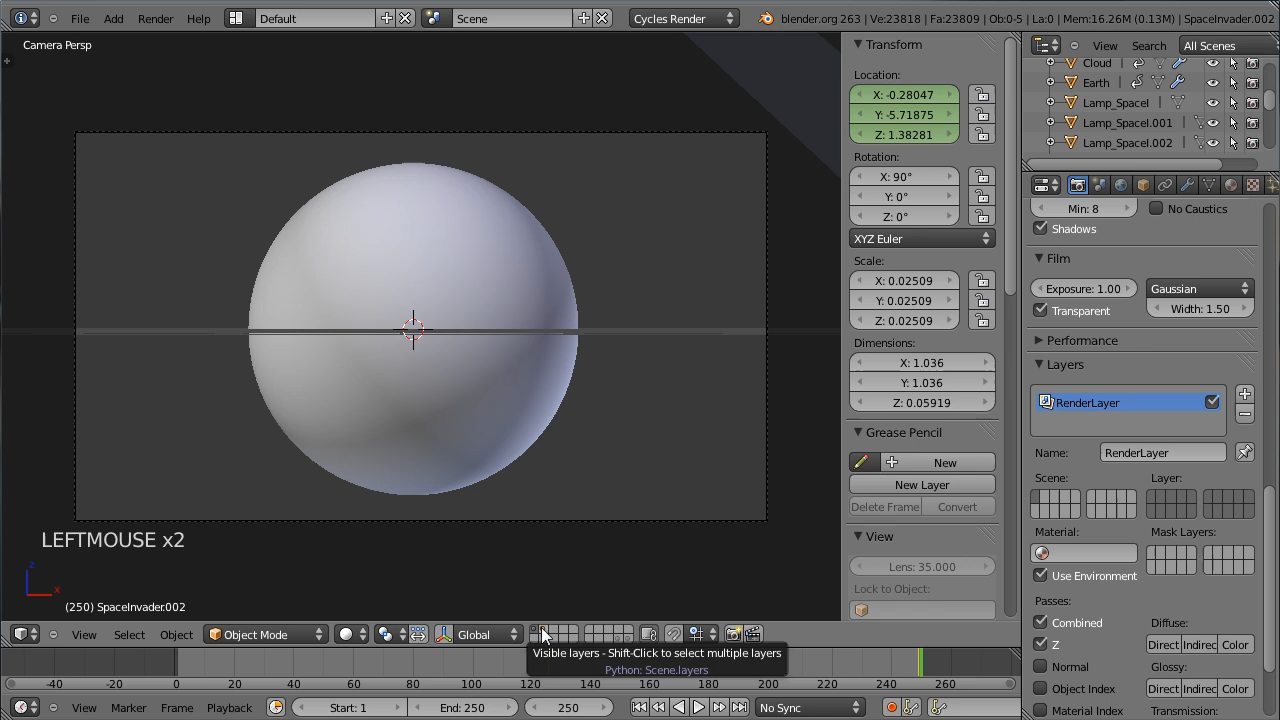 File Add Render Help Default Scene Cycles Render blender.org 263 | Ve:23818 | Fa:23809 | Ob:0-5 | La:0 | Mem:16.26M (0.13M) | SpaceInvader.002
Camera Persp
LEFTMOUSE x2
z
x
(250) SpaceInvader.002
Transform
Location:
X: -0.28047
Y: -5.71875
Z: 1.38281
Rotation:
X: 90°
Y: 0°
Z: 0°
XYZ Euler
Scale:
X: 0.02509
Y: 0.02509
Z: 0.02509
Dimensions:
X: 1.036
Y: 1.036
Z: 0.05919
Grease Pencil
New
New Layer
Delete Frame Convert
View
Lens: 35.000
Lock to Object:
View Search All Scenes
Cloud
Earth
Lamp_SpaceI
Lamp_SpaceI.001
Lamp_SpaceI.002
Min: 8 No Caustics
Shadows
Film
Exposure: 1.00 Gaussian
Transparent Width: 1.50
Performance
Layers
RenderLayer
Name: RenderLayer
Scene: Layer:
Material: Mask Layers:
Use Environment
Passes:
Combined Diffuse:
Z Direct Indirec Color
Normal Glossy:
Object Index Direct Indirec Color
Material Index Transmission:
View Select Object Object Mode Global
Visible layers - Shift-Click to select multiple layers
Python: Scene.layers
-40 -20 0 20 40 60 80 100 120 140 160 180 200 220 240 260
View Marker Frame Playback Start: 1 End: 250 250 No Sync